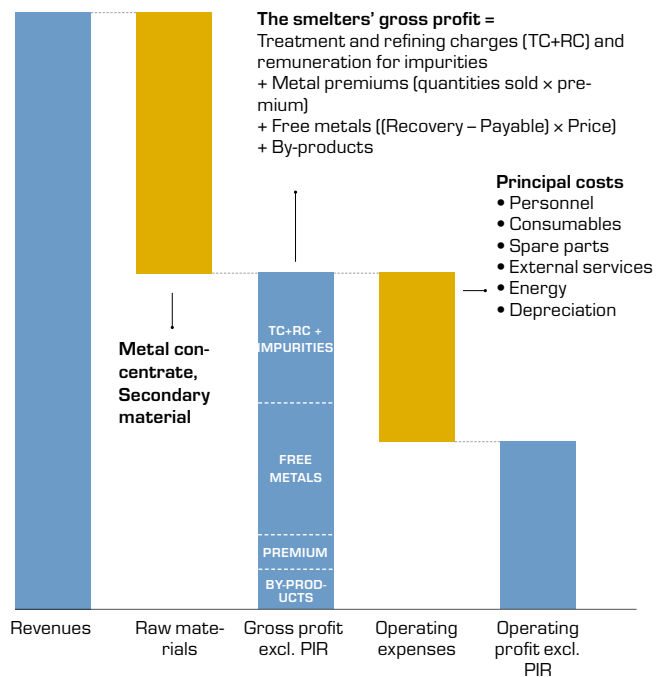 The smelters’ gross profit =
Treatment and refining charges (TC+RC) and
remuneration for impurities
+ Metal premiums (quantities sold × pre-
mium)
+ Free metals ((Recovery – Payable) × Price)
+ By-products
Principal costs
• Personnel
• Consumables
• Spare parts
• External services
• Energy
• Depreciation
Metal con-
centrate,
Secondary
material
TC+RC +
IMPURITIES
FREE
METALS
PREMIUM
BY-PROD-
UCTS
Revenues
Raw mate-
rials
Gross profit
excl. PIR
Operating
expenses
Operating
profit excl.
PIR